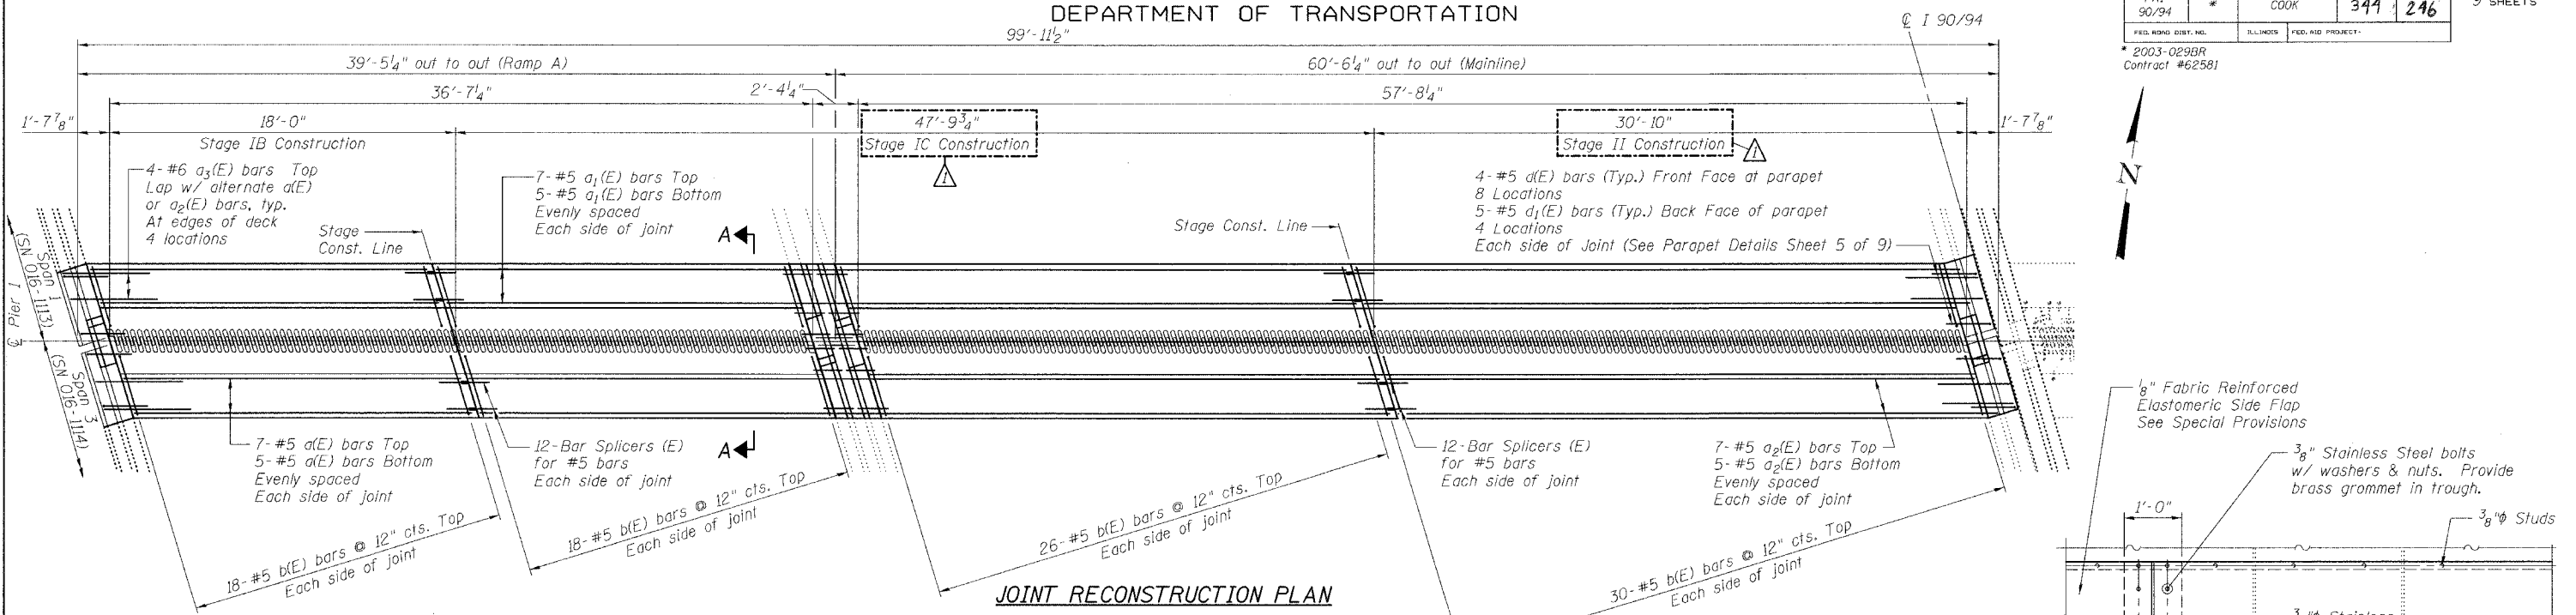 DEPARTMENT OF TRANSPORTATION
90/94
*
COOK
344
246
9 SHEETS
FED. ROAD DIST. NO.
ILLINOIS
FED. AID PROJECT-
* 2003-029BR
Contract #62581
℄ I 90/94
99'-11½"
39'-5¼" out to out (Ramp A)
60'-6¼" out to out (Mainline)
36'-7¼"
2'-4¼"
57'-8¼"
1'-7⅞"
18'-0"
Stage IB Construction
47'-9¾"
Stage IC Construction
1
30'-10"
Stage II Construction
1
1'-7⅞"
N
4-#6 a₃(E) bars Top
Lap w/ alternate a(E)
or a₂(E) bars, typ.
At edges of deck
4 locations
Stage
Const. Line
7-#5 a₁(E) bars Top
5-#5 a₁(E) bars Bottom
Evenly spaced
Each side of joint
A
Stage Const. Line
4-#5 d(E) bars (Typ.) Front Face at parapet
8 Locations
5-#5 d₁(E) bars (Typ.) Back Face of parapet
4 Locations
Each side of Joint (See Parapet Details Sheet 5 of 9)
℄ Pier 1
Span 1
(SN 016-1113)
Span 3
(SN 016-1114)
7-#5 a(E) bars Top
5-#5 a(E) bars Bottom
Evenly spaced
Each side of joint
12-Bar Splicers (E)
for #5 bars
Each side of joint
A
12-Bar Splicers (E)
for #5 bars
Each side of joint
7-#5 a₂(E) bars Top
5-#5 a₂(E) bars Bottom
Evenly spaced
Each side of joint
18-#5 b(E) bars @ 12" cts. Top
Each side of joint
18-#5 b(E) bars @ 12" cts. Top
Each side of joint
26-#5 b(E) bars @ 12" cts. Top
Each side of joint
30-#5 b(E) bars @ 12" cts. Top
Each side of joint
JOINT RECONSTRUCTION PLAN
⅛" Fabric Reinforced
Elastomeric Side Flap
See Special Provisions
⅜" Stainless Steel bolts
w/ washers & nuts. Provide
brass grommet in trough.
1'-0"
⅜"ϕ Studs